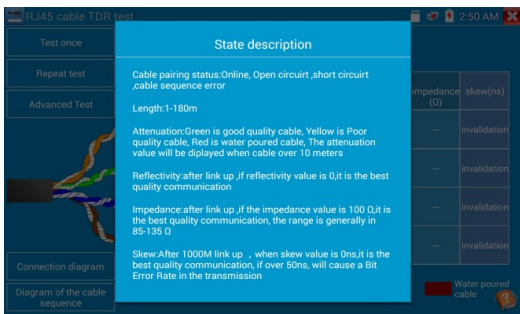 RJ45 cable TDR test
2:50 AM
Test once
Repeat test
Advanced Test
State description
Cable pairing status:Online, Open circuirt ,short circuirt
,cable sequence error
Length:1-180m
Attenuation:Green is good quality cable, Yellow is Poor
quality cable, Red is water poured cable, The attenuation
value will be diplayed when cable over 10 meters
Reflectivity:after link up ,if reflectivity value is 0,it is the best
quality communication
Impedance:after link up ,if the impedance value is 100 Ω,it is
the best quality communication, the range is generally in
85-135 Ω
Skew:After 1000M link up , when skew value is 0ns,it is the
best quality communication, if over 50ns, will cause a Bit
Error Rate in the transmission
impedance skew(ns)
(Ω)
— invalidation
— invalidation
— invalidation
— invalidation
Connection diagram
Diagram of the cable
sequence
Water poured
cable